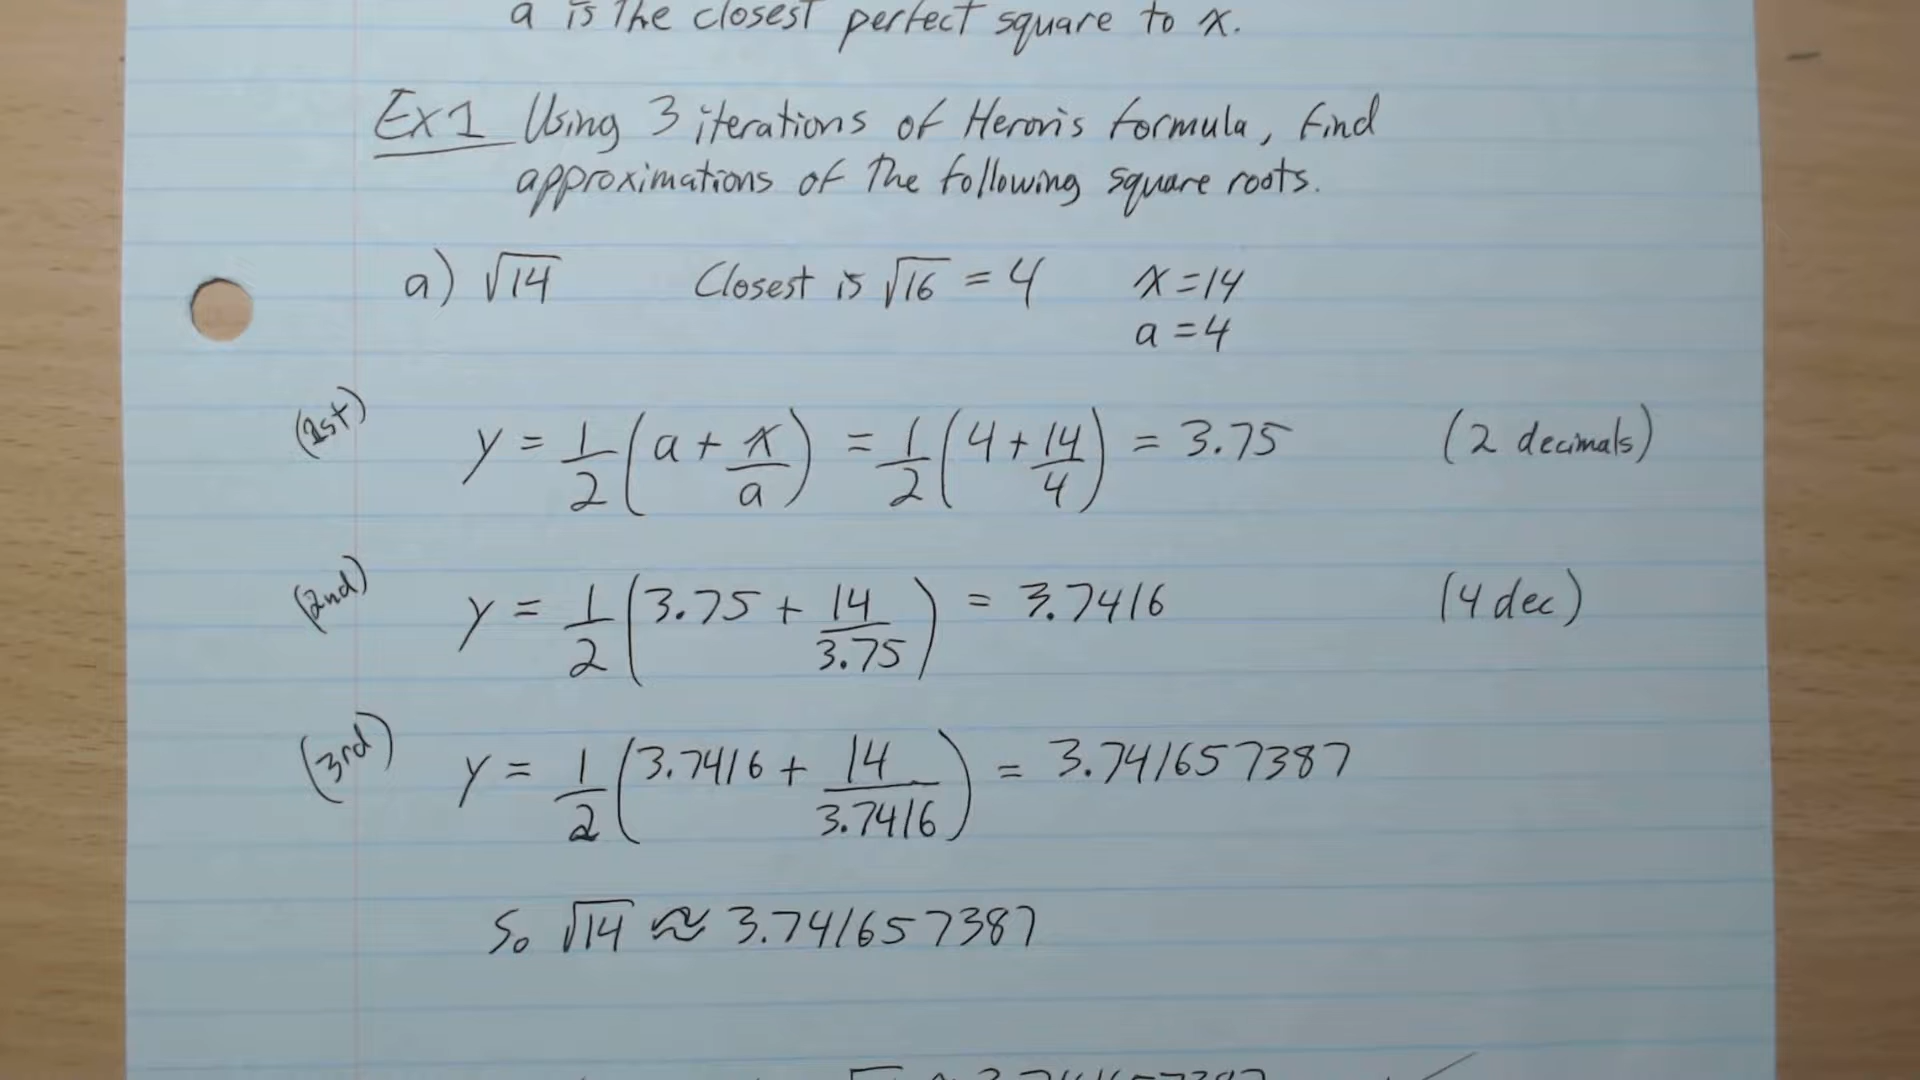 a is the closest perfect square to x.
Ex1 Using 3 iterations of Heron's formula, find
approximations of the following square roots.
a) √14 Closest is √16 = 4 x = 14
a = 4
(1st) y = 1/2 (a + x/a) = 1/2 (4 + 14/4) = 3.75 (2 decimals)
(2nd) y = 1/2 (3.75 + 14/3.75) = 3.7416 (4 dec)
(3rd) y = 1/2 (3.7416 + 14/3.7416) = 3.741657387
So √14 ≈ 3.741657387